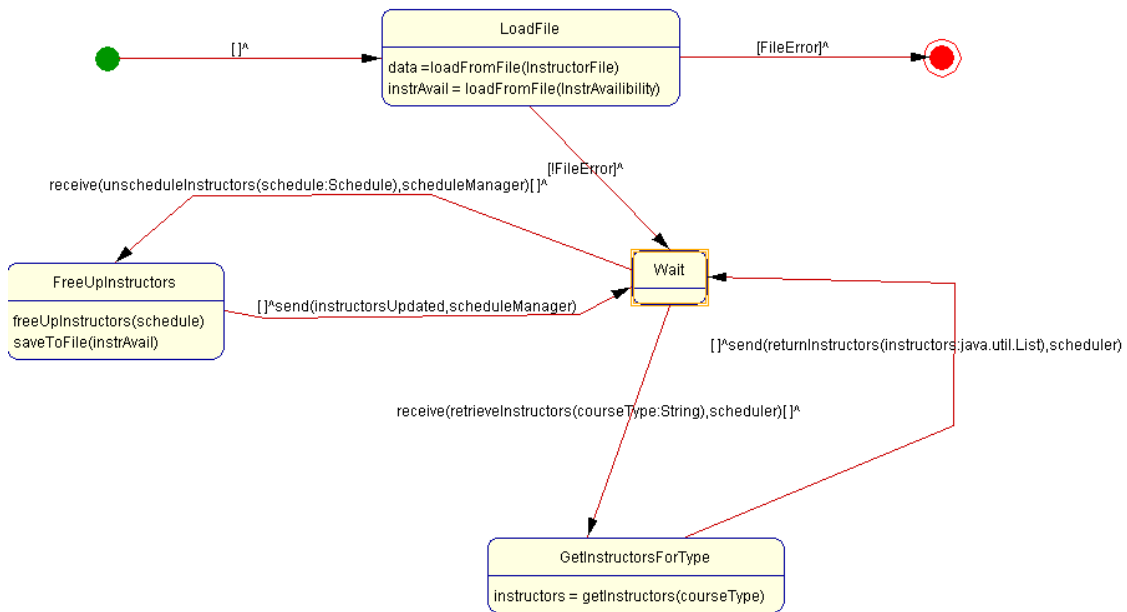 LoadFile
[ ]^
[FileError]^
data =loadFromFile(InstructorFile)
instrAvail = loadFromFile(InstrAvailibility)
[!FileError]^
receive(unscheduleInstructors(schedule:Schedule),scheduleManager)[ ]^
Wait
FreeUpInstructors
[ ]^send(instructorsUpdated,scheduleManager)
freeUpInstructors(schedule)
saveToFile(instrAvail)
[ ]^send(returnInstructors(instructors:java.util.List),scheduler)
receive(retrieveInstructors(courseType:String),scheduler)[ ]^
GetInstructorsForType
instructors = getInstructors(courseType)